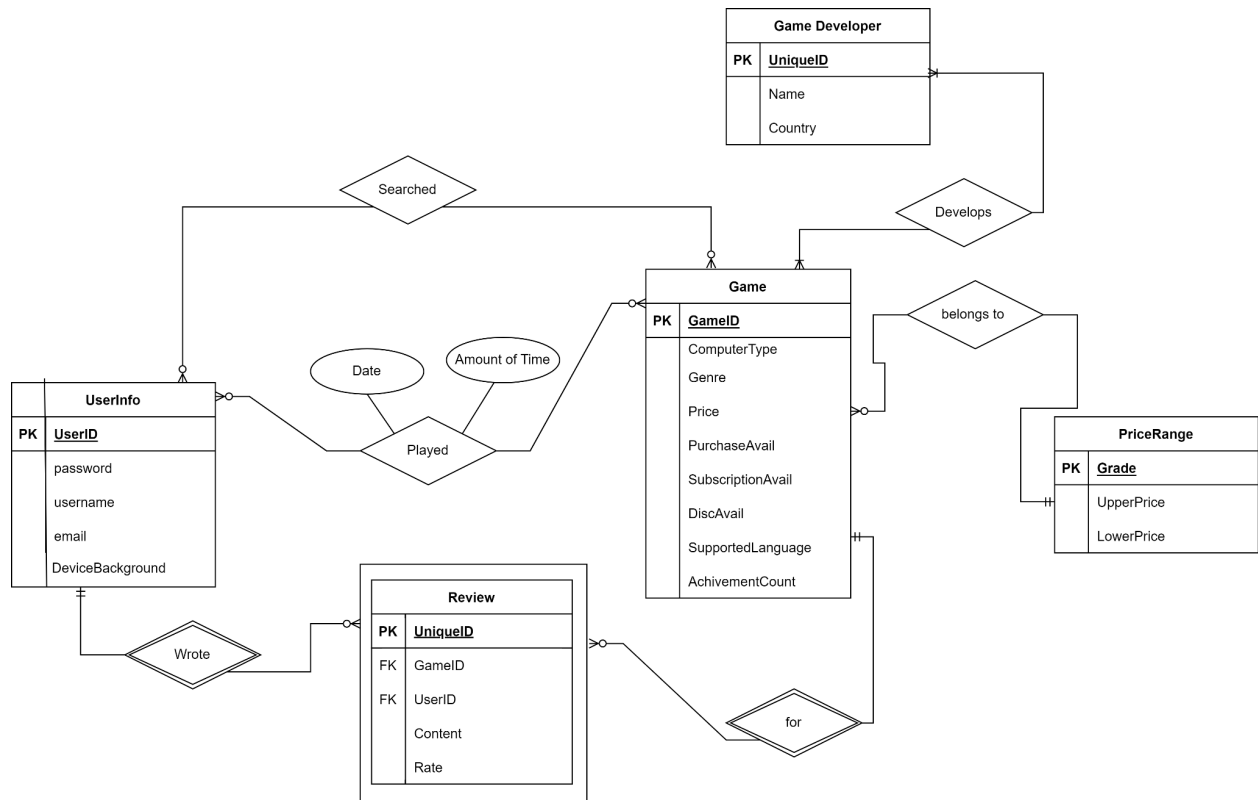 Game Developer
PK UniqueID
Name
Country
Searched
Develops
Game
PK GameID
ComputerType
Genre
Price
PurchaseAvail
SubscriptionAvail
DiscAvail
SupportedLanguage
AchivementCount
belongs to
Date
Amount of Time
Played
UserInfo
PK UserID
password
username
email
DeviceBackground
PriceRange
PK Grade
UpperPrice
LowerPrice
Wrote
Review
PK UniqueID
FK GameID
FK UserID
Content
Rate
for